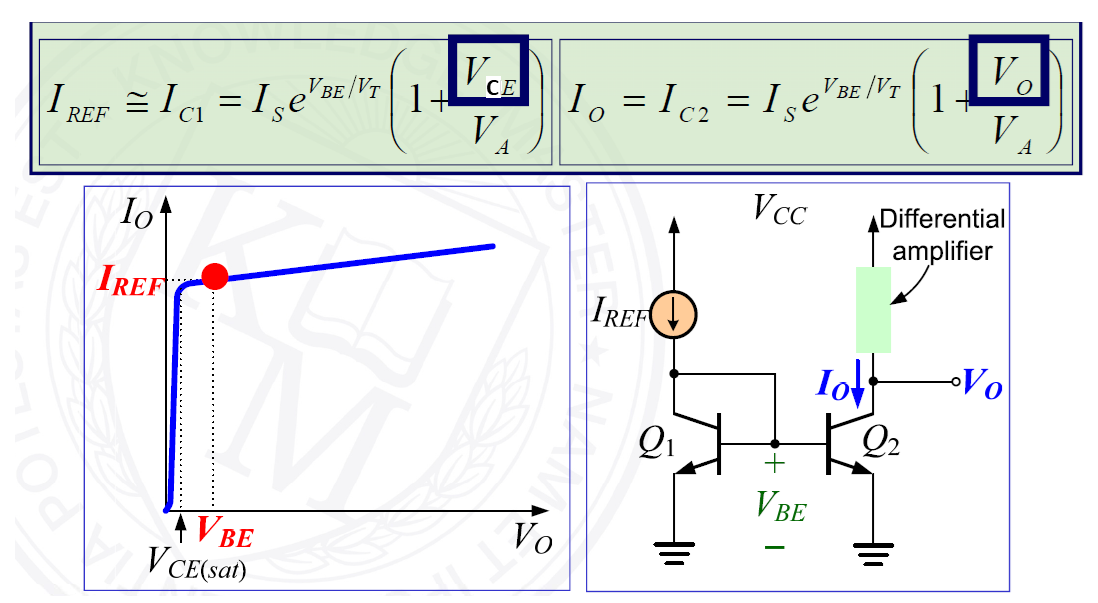 I_REF ≅ I_C1 = I_S e^{V_BE/V_T} (1 + V_CE/V_A)
I_O = I_C2 = I_S e^{V_BE/V_T} (1 + V_O/V_A)
I_O
I_REF
V_BE
V_CE(sat)
V_O
V_CC
Differential
amplifier
I_REF
I_O
V_O
Q_1
Q_2
+
V_BE
−